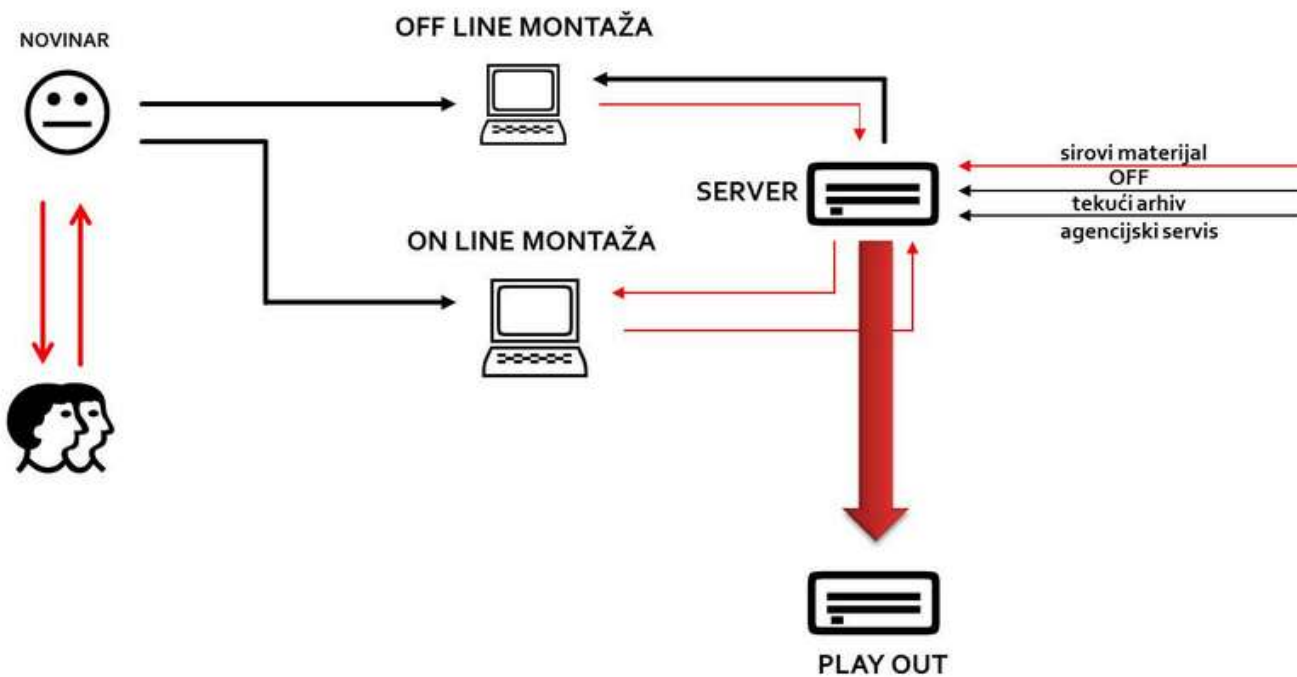 NOVINAR
OFF LINE MONTAŽA
SERVER
sirovi materijal
OFF
tekući arhiv
agencijski servis
ON LINE MONTAŽA
PLAY OUT